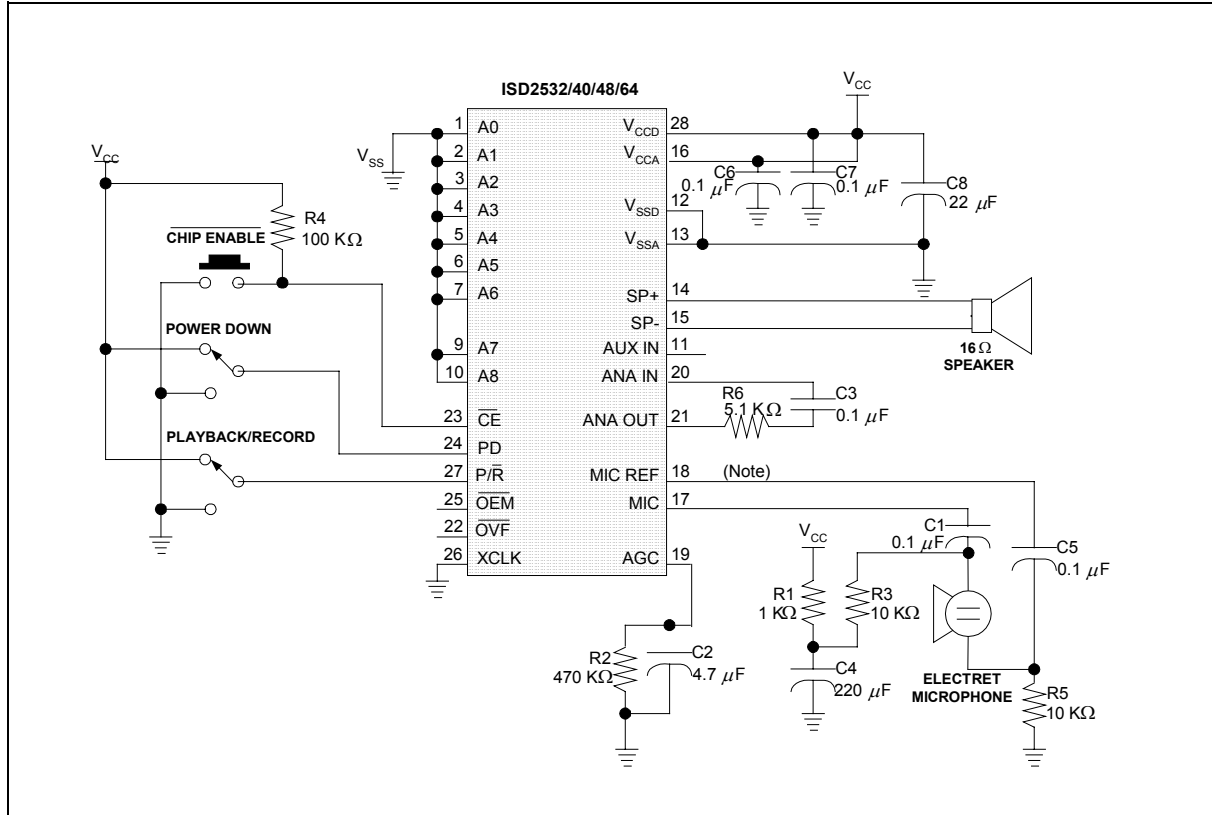 ISD2532/40/48/64
V_CC
V_CC
V_SS
1 A0
2 A1
3 A2
4 A3
5 A4
6 A5
7 A6
9 A7
10 A8
23 C̅E̅
24 PD
27 P/R̅
25 O̅E̅M̅
22 O̅V̅F̅
26 XCLK
V_CCD 28
V_CCA 16
V_SSD 12
V_SSA 13
SP+ 14
SP- 15
AUX IN 11
ANA IN 20
ANA OUT 21
MIC REF 18 (Note)
MIC 17
AGC 19
R4
100 KΩ
C̅H̅I̅P̅ E̅N̅A̅B̅L̅E̅
POWER DOWN
PLAYBACK/RECORD
C6
0.1 μF
C7
0.1 μF
C8
22 μF
16Ω
SPEAKER
R6
5.1 KΩ
C3
0.1 μF
C1
0.1 μF
C5
0.1 μF
V_CC
R1
1 KΩ
R3
10 KΩ
C4
220 μF
ELECTRET
MICROPHONE
R5
10 KΩ
R2
470 KΩ
C2
4.7 μF